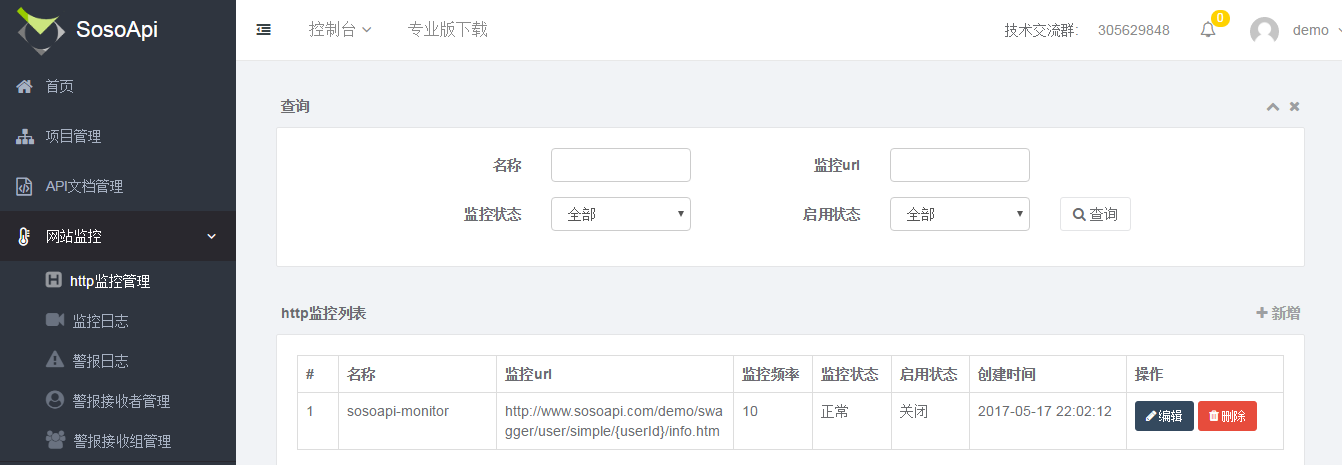 SosoApi
控制台
专业版下载
技术交流群: 305629848
0
demo
首页
项目管理
API文档管理
网站监控
http监控管理
监控日志
警报日志
警报接收者管理
警报接收组管理
查询
名称
监控url
监控状态 全部
启用状态 全部
查询
http监控列表
新增
# 名称 监控url 监控频率 监控状态 启用状态 创建时间 操作
1 sosoapi-monitor http://www.sosoapi.com/demo/swa 10 正常 关闭 2017-05-17 22:02:12 编辑 删除
gger/user/simple/{userId}/info.htm